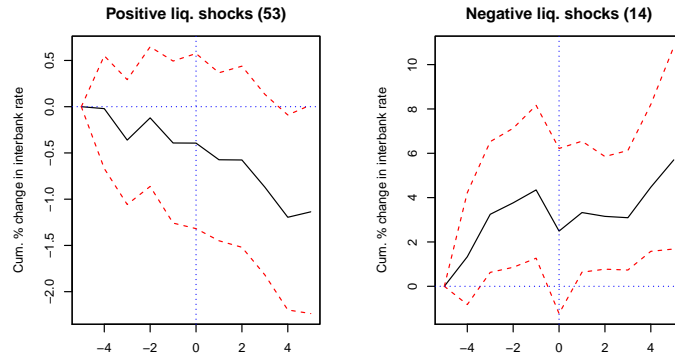 Positive liq. shocks (53)
Cum. % change in interbank rate
0.5
0.0
−0.5
−1.0
−1.5
−2.0
−4 −2 0 2 4
Negative liq. shocks (14)
Cum. % change in interbank rate
10
8
6
4
2
0
−4 −2 0 2 4